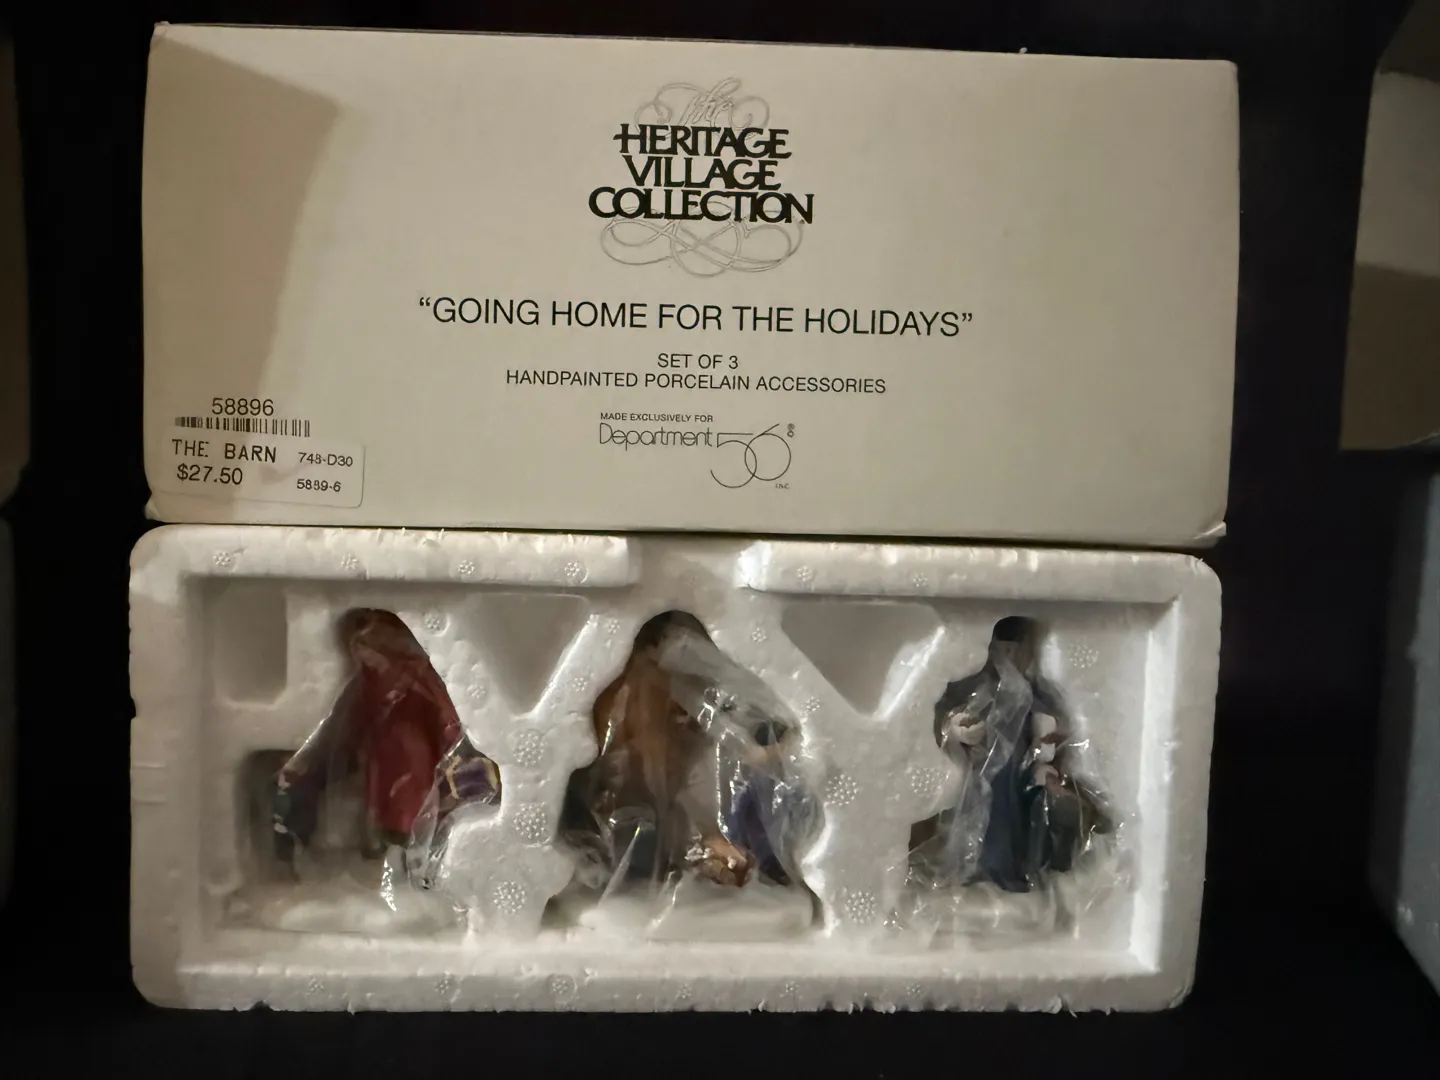 The
HERITAGE
VILLAGE
COLLECTION
“GOING HOME FOR THE HOLIDAYS”
SET OF 3
HANDPAINTED PORCELAIN ACCESSORIES
MADE EXCLUSIVELY FOR
Department 56®
INC.
58896
THE BARN 748-D30
$27.50 5889-6